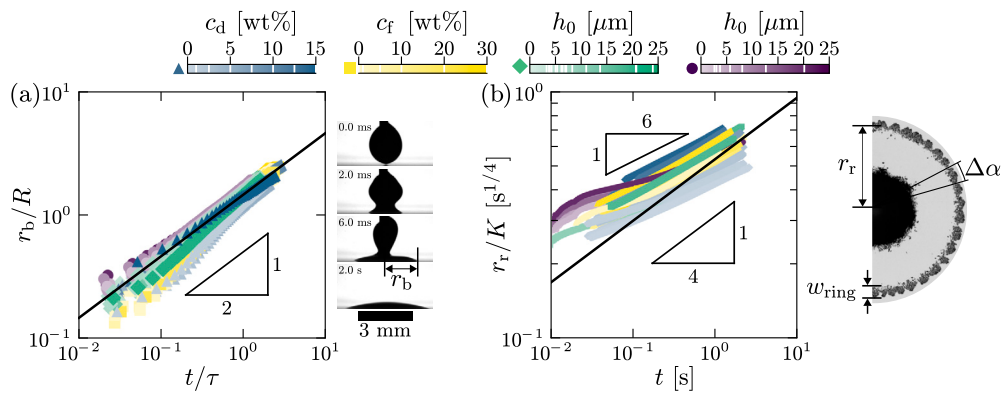 c_d [wt%] c_f [wt%] h_0 [μm] h_0 [μm]
0 5 10 15 0 10 20 30 0 5 10 15 20 25 0 5 10 15 20 25
(a)
10^1
10^0
10^-1
r_b/R
1
2
10^-2 10^-1 10^0 10^1
t/τ
0.0 ms
2.0 ms
6.0 ms
2.0 s
r_b
3 mm
(b)
10^0
10^-1
r_r/K [s^1/4]
6
1
1
4
10^-2 10^-1 10^0 10^1
t [s]
r_r
Δα
w_ring